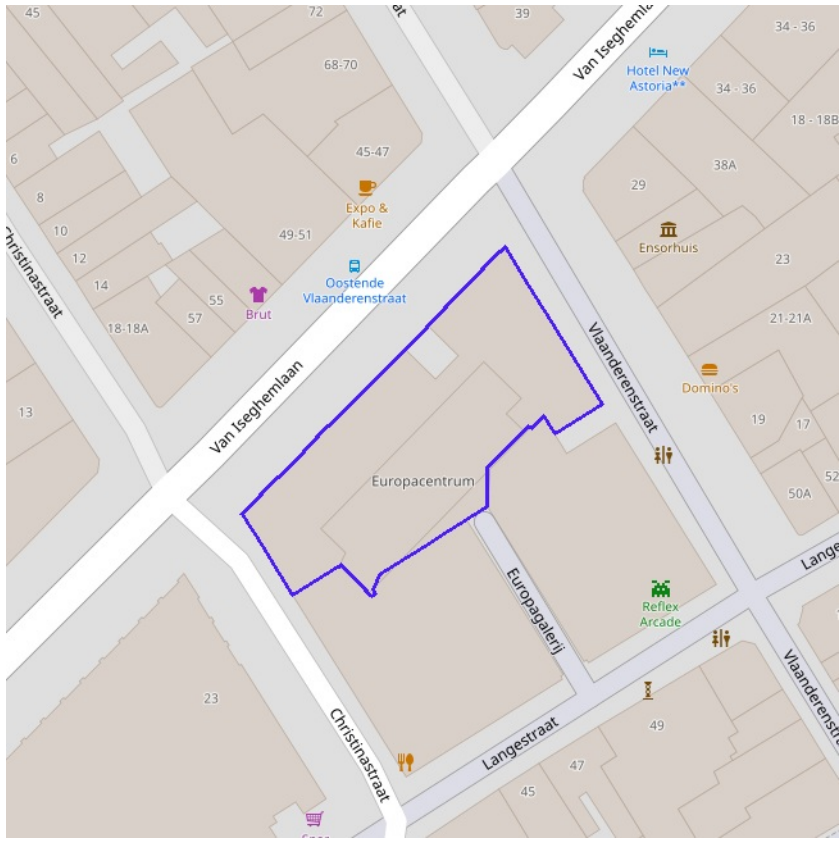 45
72
39
34 - 36
68-70
Van Iseghemlaan
Hotel New
Astoria**
34 - 36
18 - 18B
6
45-47
38A
8
Expo &
Kafie
29
10
49-51
Ensorhuis
12
23
14
Oostende
Vlaanderenstraat
Christinastraat
18-18A
57
55
Brut
21-21A
Vlaanderenstraat
Van Iseghemlaan
Domino's
13
19
17
Europacentrum
52
50A
Lange
Europagalerij
Reflex
Arcade
23
Vlaanderenstra
Christinastraat
Langestraat
49
47
45